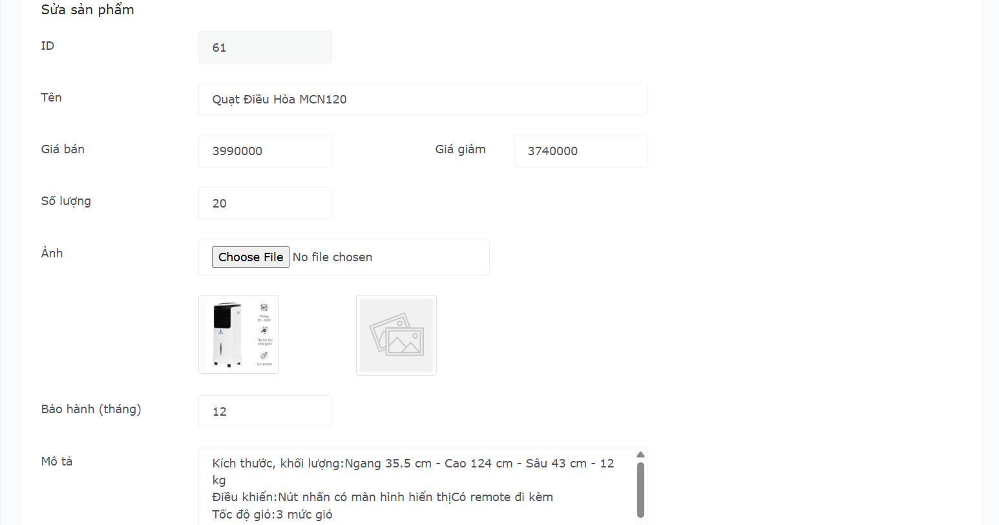 Sửa sản phẩm
ID
61
Tên
Quạt Điều Hòa MCN120
Giá bán
3990000
Giá giảm
3740000
Số lượng
20
Ảnh
Choose File No file chosen
Phòng
20 - 30m²
Tạo ion lọc
không khí
Có remote
Bảo hành (tháng)
12
Mô tả
Kích thước, khối lượng:Ngang 35.5 cm - Cao 124 cm - Sâu 43 cm - 12
kg
Điều khiển:Nút nhấn có màn hình hiển thịCó remote đi kèm
Tốc độ gió:3 mức gió